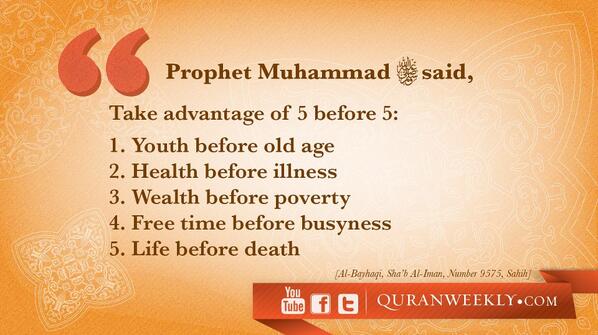 Prophet Muhammad ﷺ said,
Take advantage of 5 before 5:
1. Youth before old age
2. Health before illness
3. Wealth before poverty
4. Free time before busyness
5. Life before death
[Al-Bayhaqi, Sha'b Al-Iman, Number 9575, Sahih]
You Tube f t QURANWEEKLY•COM